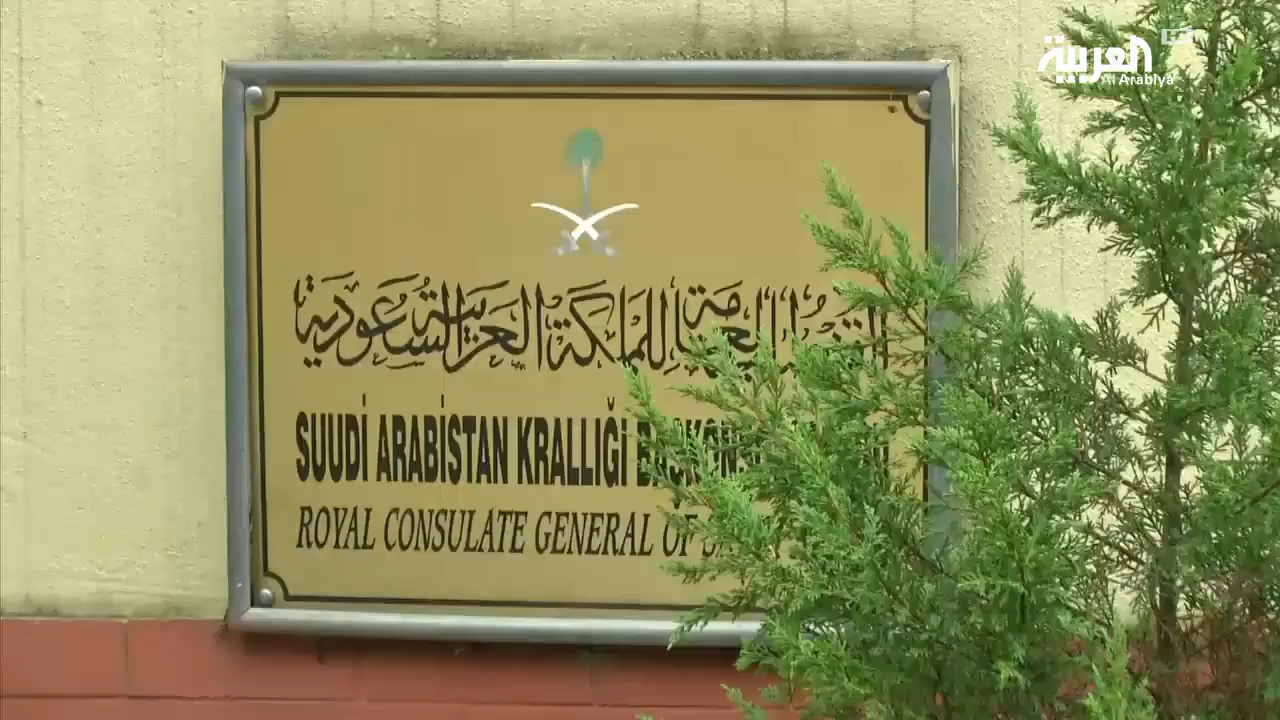 العربية
Al Arabiya
القنصلية العامة للمملكة العربية السعودية
SUUDİ ARABİSTAN KRALLIĞI
ROYAL CONSULATE GENERAL OF